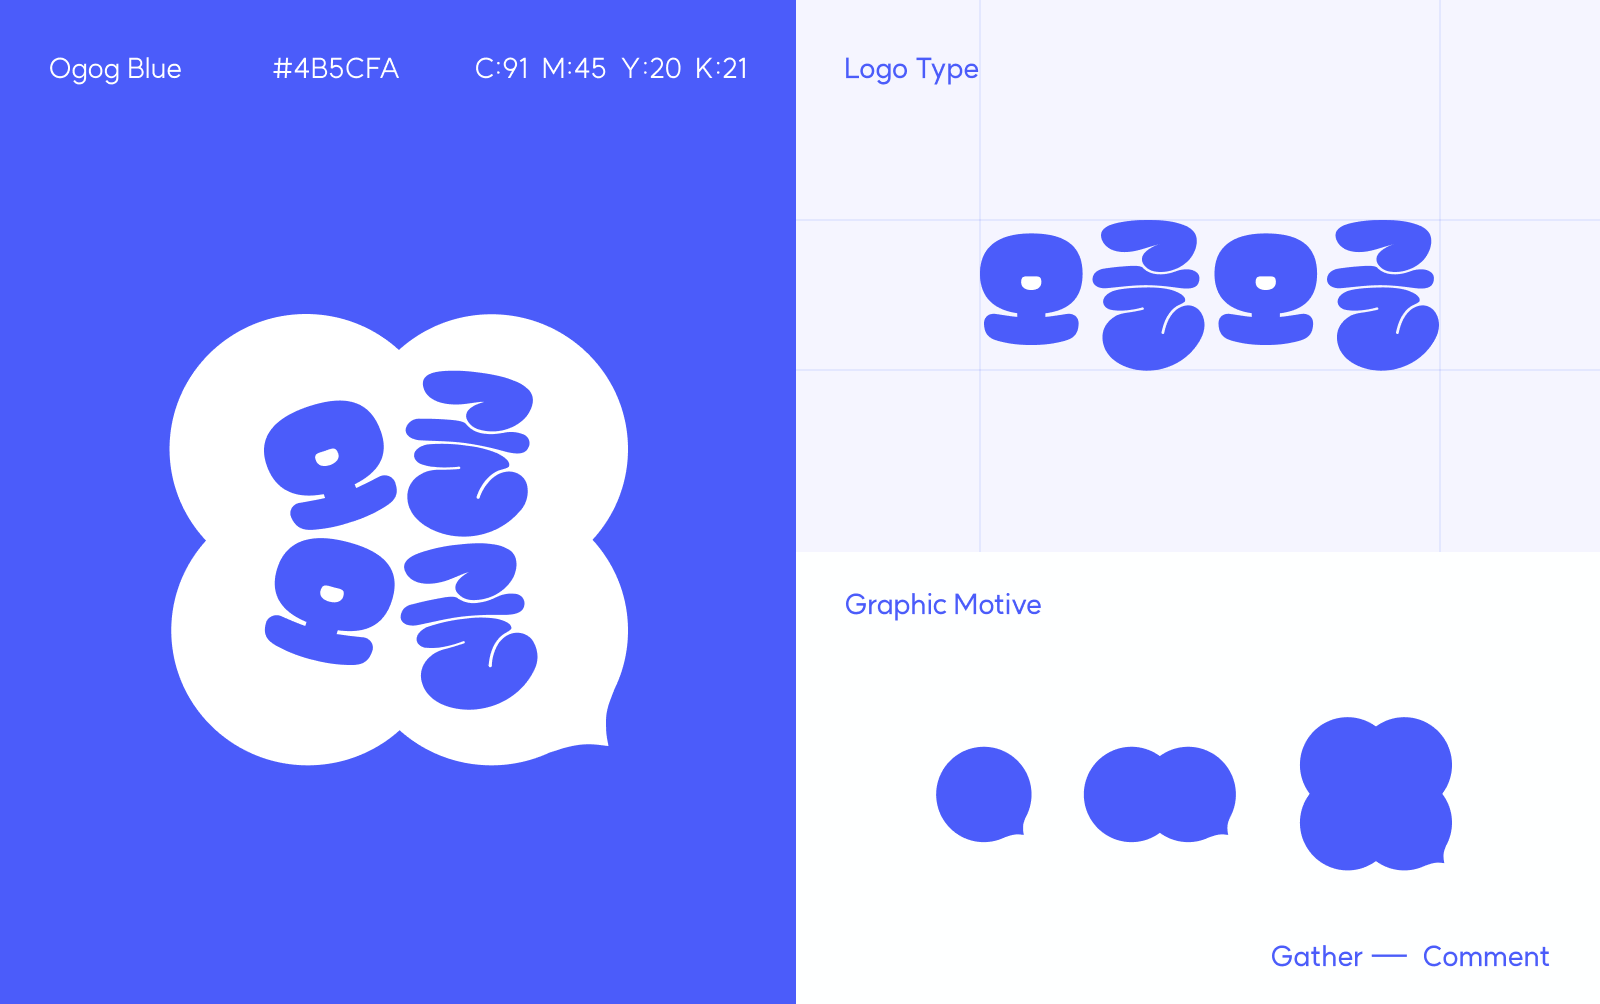 Ogog Blue #4B5CFA C:91 M:45 Y:20 K:21
오글
오글
Logo Type
오글오글
Graphic Motive
Gather — Comment